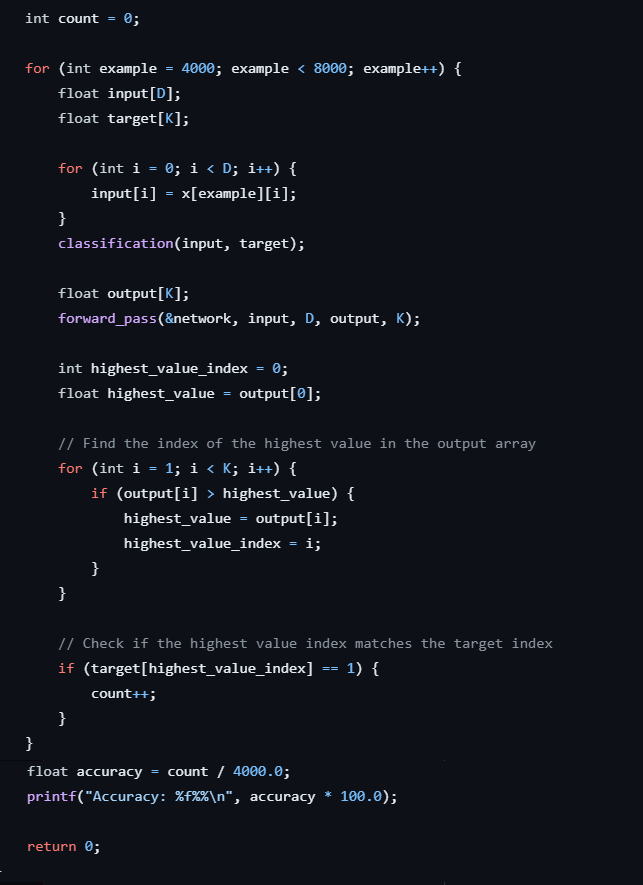 int count = 0;
for (int example = 4000; example < 8000; example++) {
float input[D];
float target[K];
for (int i = 0; i < D; i++) {
input[i] = x[example][i];
}
classification(input, target);
float output[K];
forward_pass(&network, input, D, output, K);
int highest_value_index = 0;
float highest_value = output[0];
// Find the index of the highest value in the output array
for (int i = 1; i < K; i++) {
if (output[i] > highest_value) {
highest_value = output[i];
highest_value_index = i;
}
}
// Check if the highest value index matches the target index
if (target[highest_value_index] == 1) {
count++;
}
}
float accuracy = count / 4000.0;
printf("Accuracy: %f%%\n", accuracy * 100.0);
return 0;